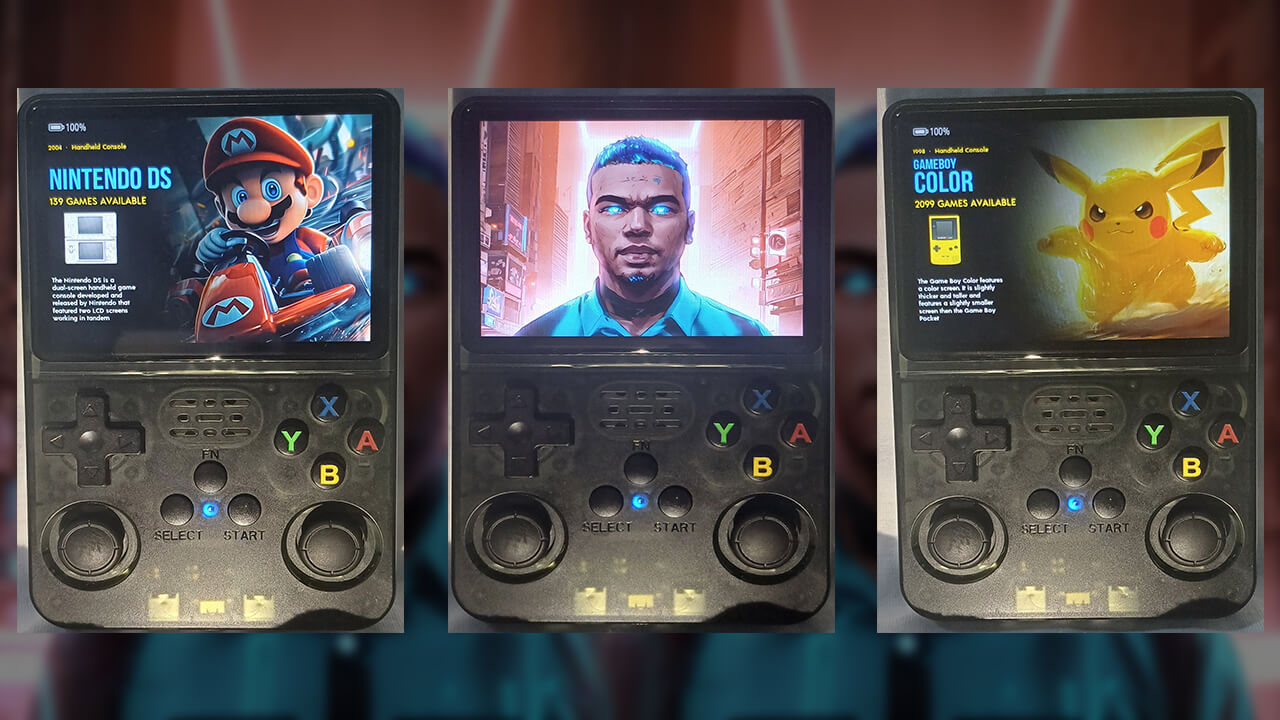 100%
2004 · Handheld Console
NINTENDO DS
139 GAMES AVAILABLE
The Nintendo DS is a
dual-screen handheld game
console developed and
released by Nintendo that
featured two LCD screens
working in tandem
M
M
X
Y
A
B
FN
SELECT START
X
Y
A
B
FN
SELECT START
100%
1998 · Handheld Console
GAMEBOY
COLOR
2099 GAMES AVAILABLE
The Game Boy Color features
a color screen. It is slightly
thicker and taller and
features a slightly smaller
screen then the Game Boy
Pocket
X
Y
A
B
FN
SELECT START